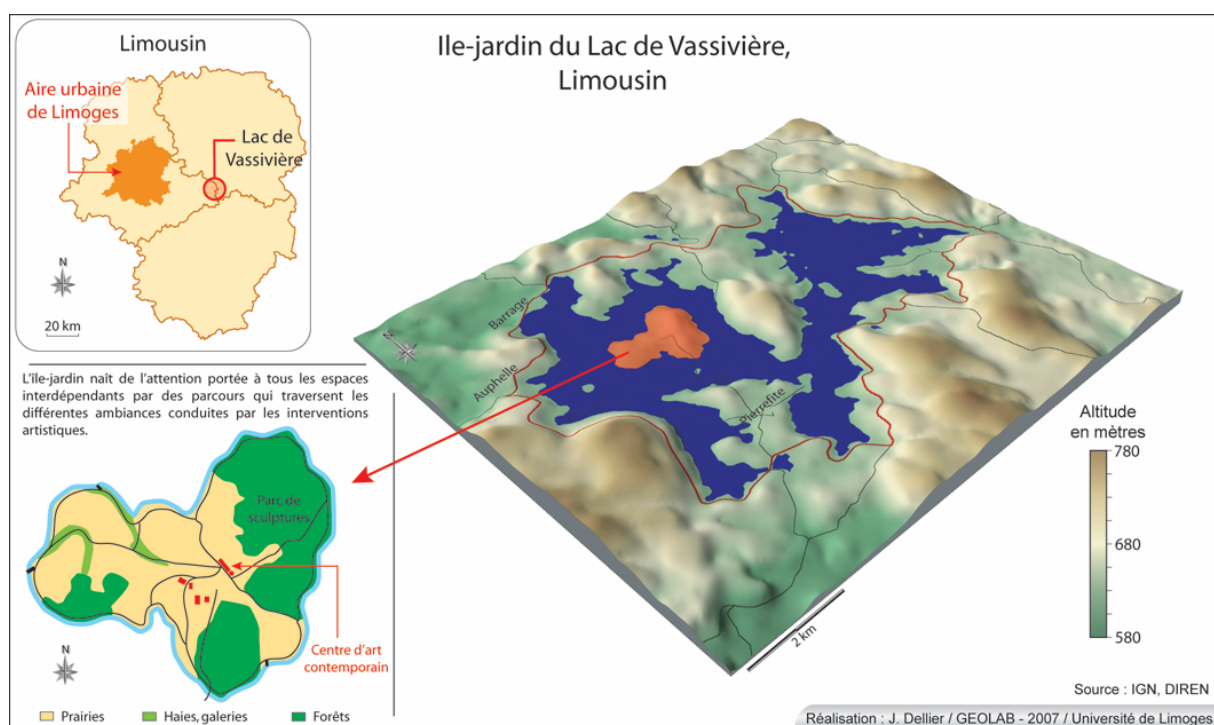 Limousin
Aire urbaine
de Limoges
Lac de
Vassivière
N
20 km
Ile-jardin du Lac de Vassivière,
Limousin
Barrage
Auphelle
Pierrefite
N
2 km
Altitude
en mètres
780
680
580
L'île-jardin naît de l'attention portée à tous les espaces
interdépendants par des parcours qui traversent les
différentes ambiances conduites par les interventions
artistiques.
Parc de
sculptures
Centre d'art
contemporain
N
Prairies
Haies, galeries
Forêts
Source : IGN, DIREN
Réalisation : J. Dellier / GEOLAB - 2007 / Université de Limoges